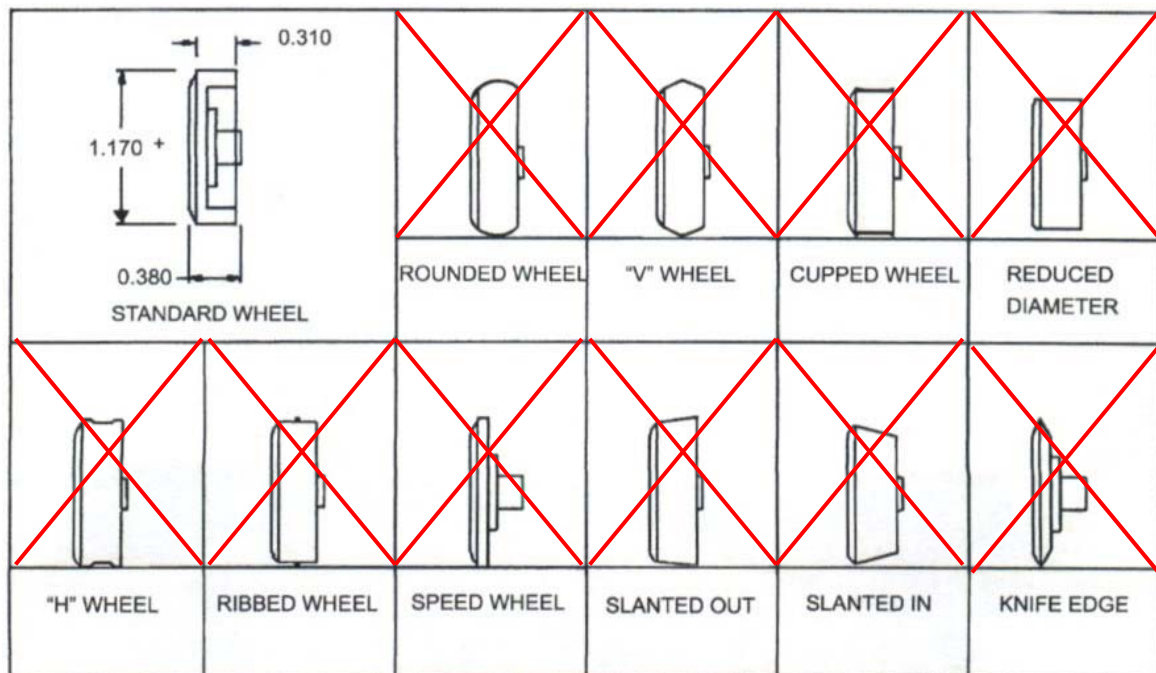 0.310
1.170 +
0.380
STANDARD WHEEL
ROUNDED WHEEL
"V" WHEEL
CUPPED WHEEL
REDUCED
DIAMETER
"H" WHEEL
RIBBED WHEEL
SPEED WHEEL
SLANTED OUT
SLANTED IN
KNIFE EDGE